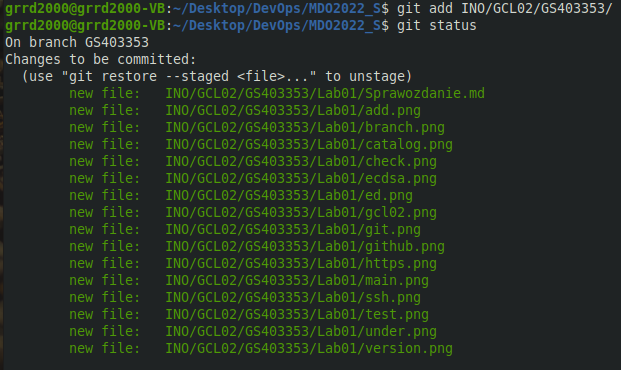 grrd2000@grrd2000-VB:~/Desktop/DevOps/MDO2022_S$ git add INO/GCL02/GS403353/
grrd2000@grrd2000-VB:~/Desktop/DevOps/MDO2022_S$ git status
On branch GS403353
Changes to be committed:
  (use "git restore --staged <file>..." to unstage)
        new file:   INO/GCL02/GS403353/Lab01/Sprawozdanie.md
        new file:   INO/GCL02/GS403353/Lab01/add.png
        new file:   INO/GCL02/GS403353/Lab01/branch.png
        new file:   INO/GCL02/GS403353/Lab01/catalog.png
        new file:   INO/GCL02/GS403353/Lab01/check.png
        new file:   INO/GCL02/GS403353/Lab01/ecdsa.png
        new file:   INO/GCL02/GS403353/Lab01/ed.png
        new file:   INO/GCL02/GS403353/Lab01/gcl02.png
        new file:   INO/GCL02/GS403353/Lab01/git.png
        new file:   INO/GCL02/GS403353/Lab01/github.png
        new file:   INO/GCL02/GS403353/Lab01/https.png
        new file:   INO/GCL02/GS403353/Lab01/main.png
        new file:   INO/GCL02/GS403353/Lab01/ssh.png
        new file:   INO/GCL02/GS403353/Lab01/test.png
        new file:   INO/GCL02/GS403353/Lab01/under.png
        new file:   INO/GCL02/GS403353/Lab01/version.png